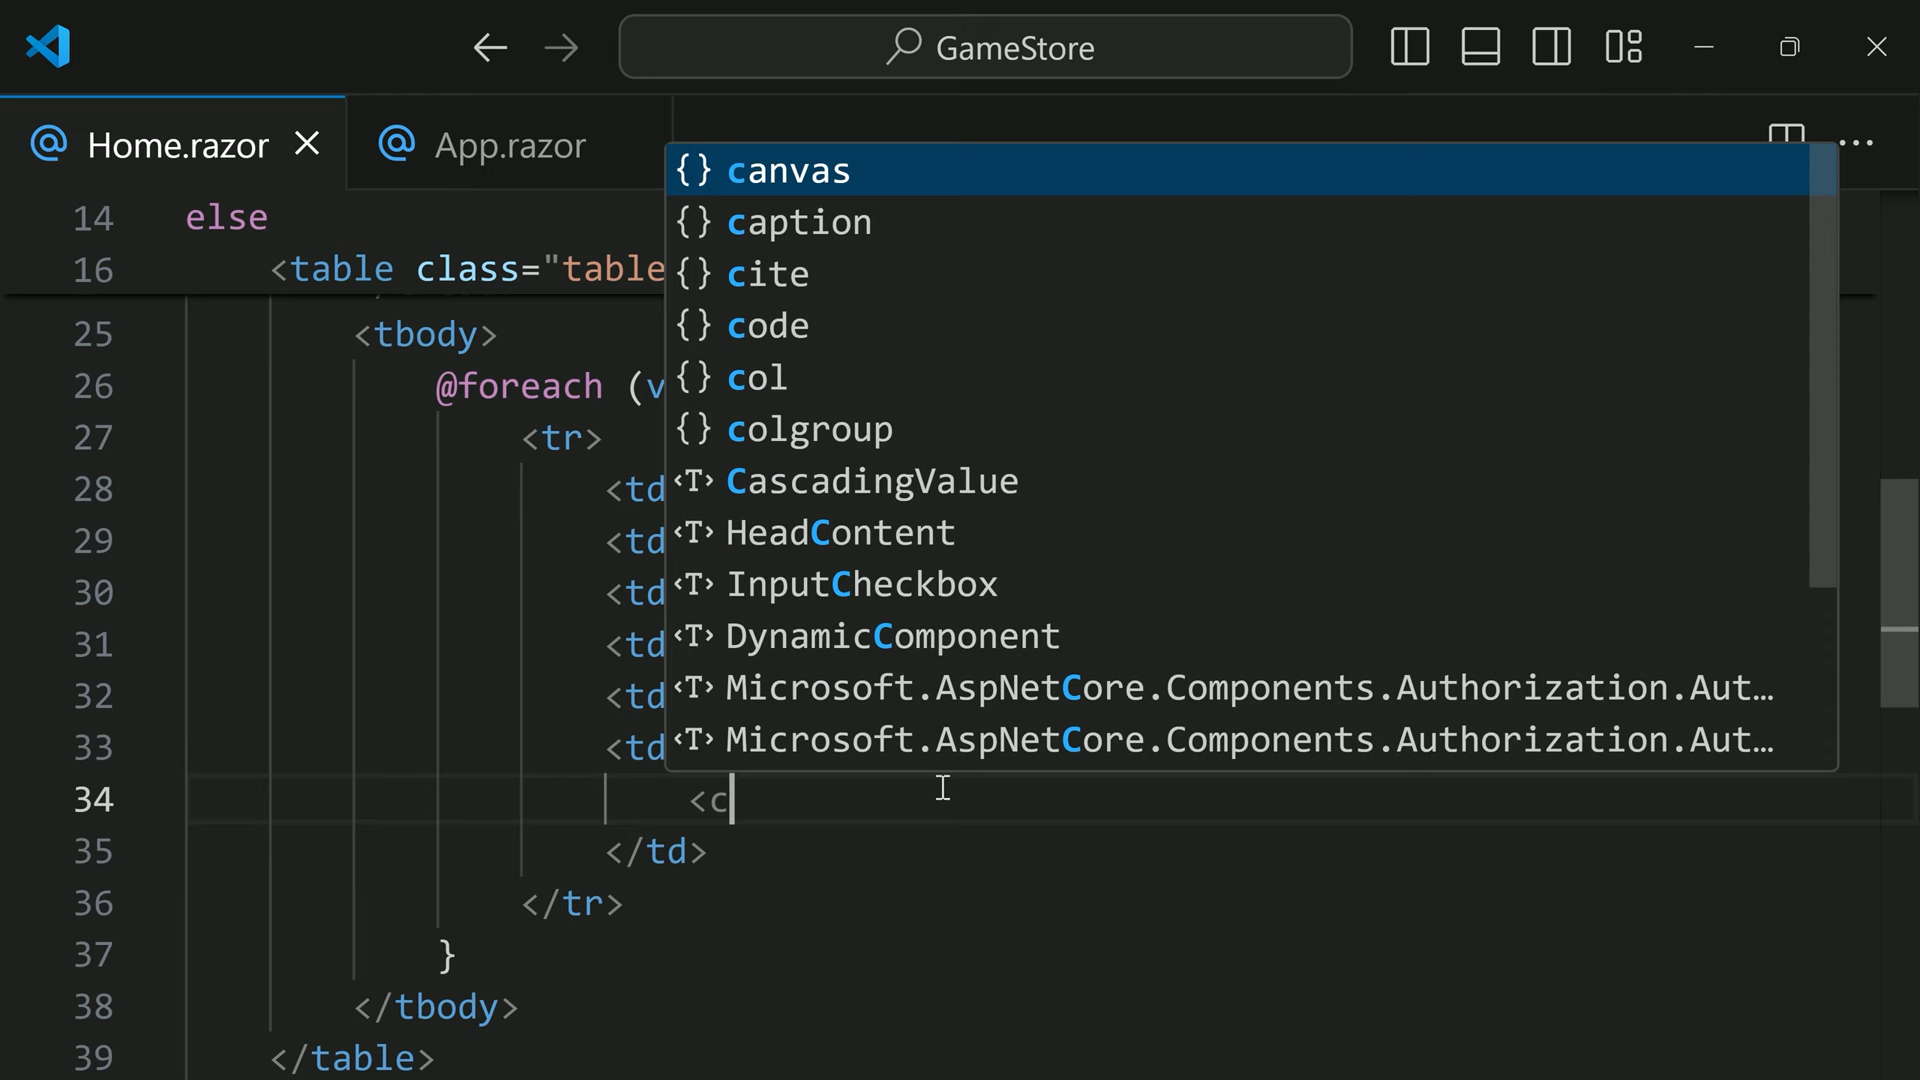 GameStore
Home.razor
App.razor
14 else
16 <table class="table
25 <tbody>
26 @foreach (v
27 <tr>
28 <td
29 <td
30 <td
31 <td
32 <td
33 <td
34 <c
35 </td>
36 </tr>
37 }
38 </tbody>
39 </table>
{} canvas
{} caption
{} cite
{} code
{} col
{} colgroup
<T> CascadingValue
<T> HeadContent
<T> InputCheckbox
<T> DynamicComponent
<T> Microsoft.AspNetCore.Components.Authorization.Aut…
<T> Microsoft.AspNetCore.Components.Authorization.Aut…